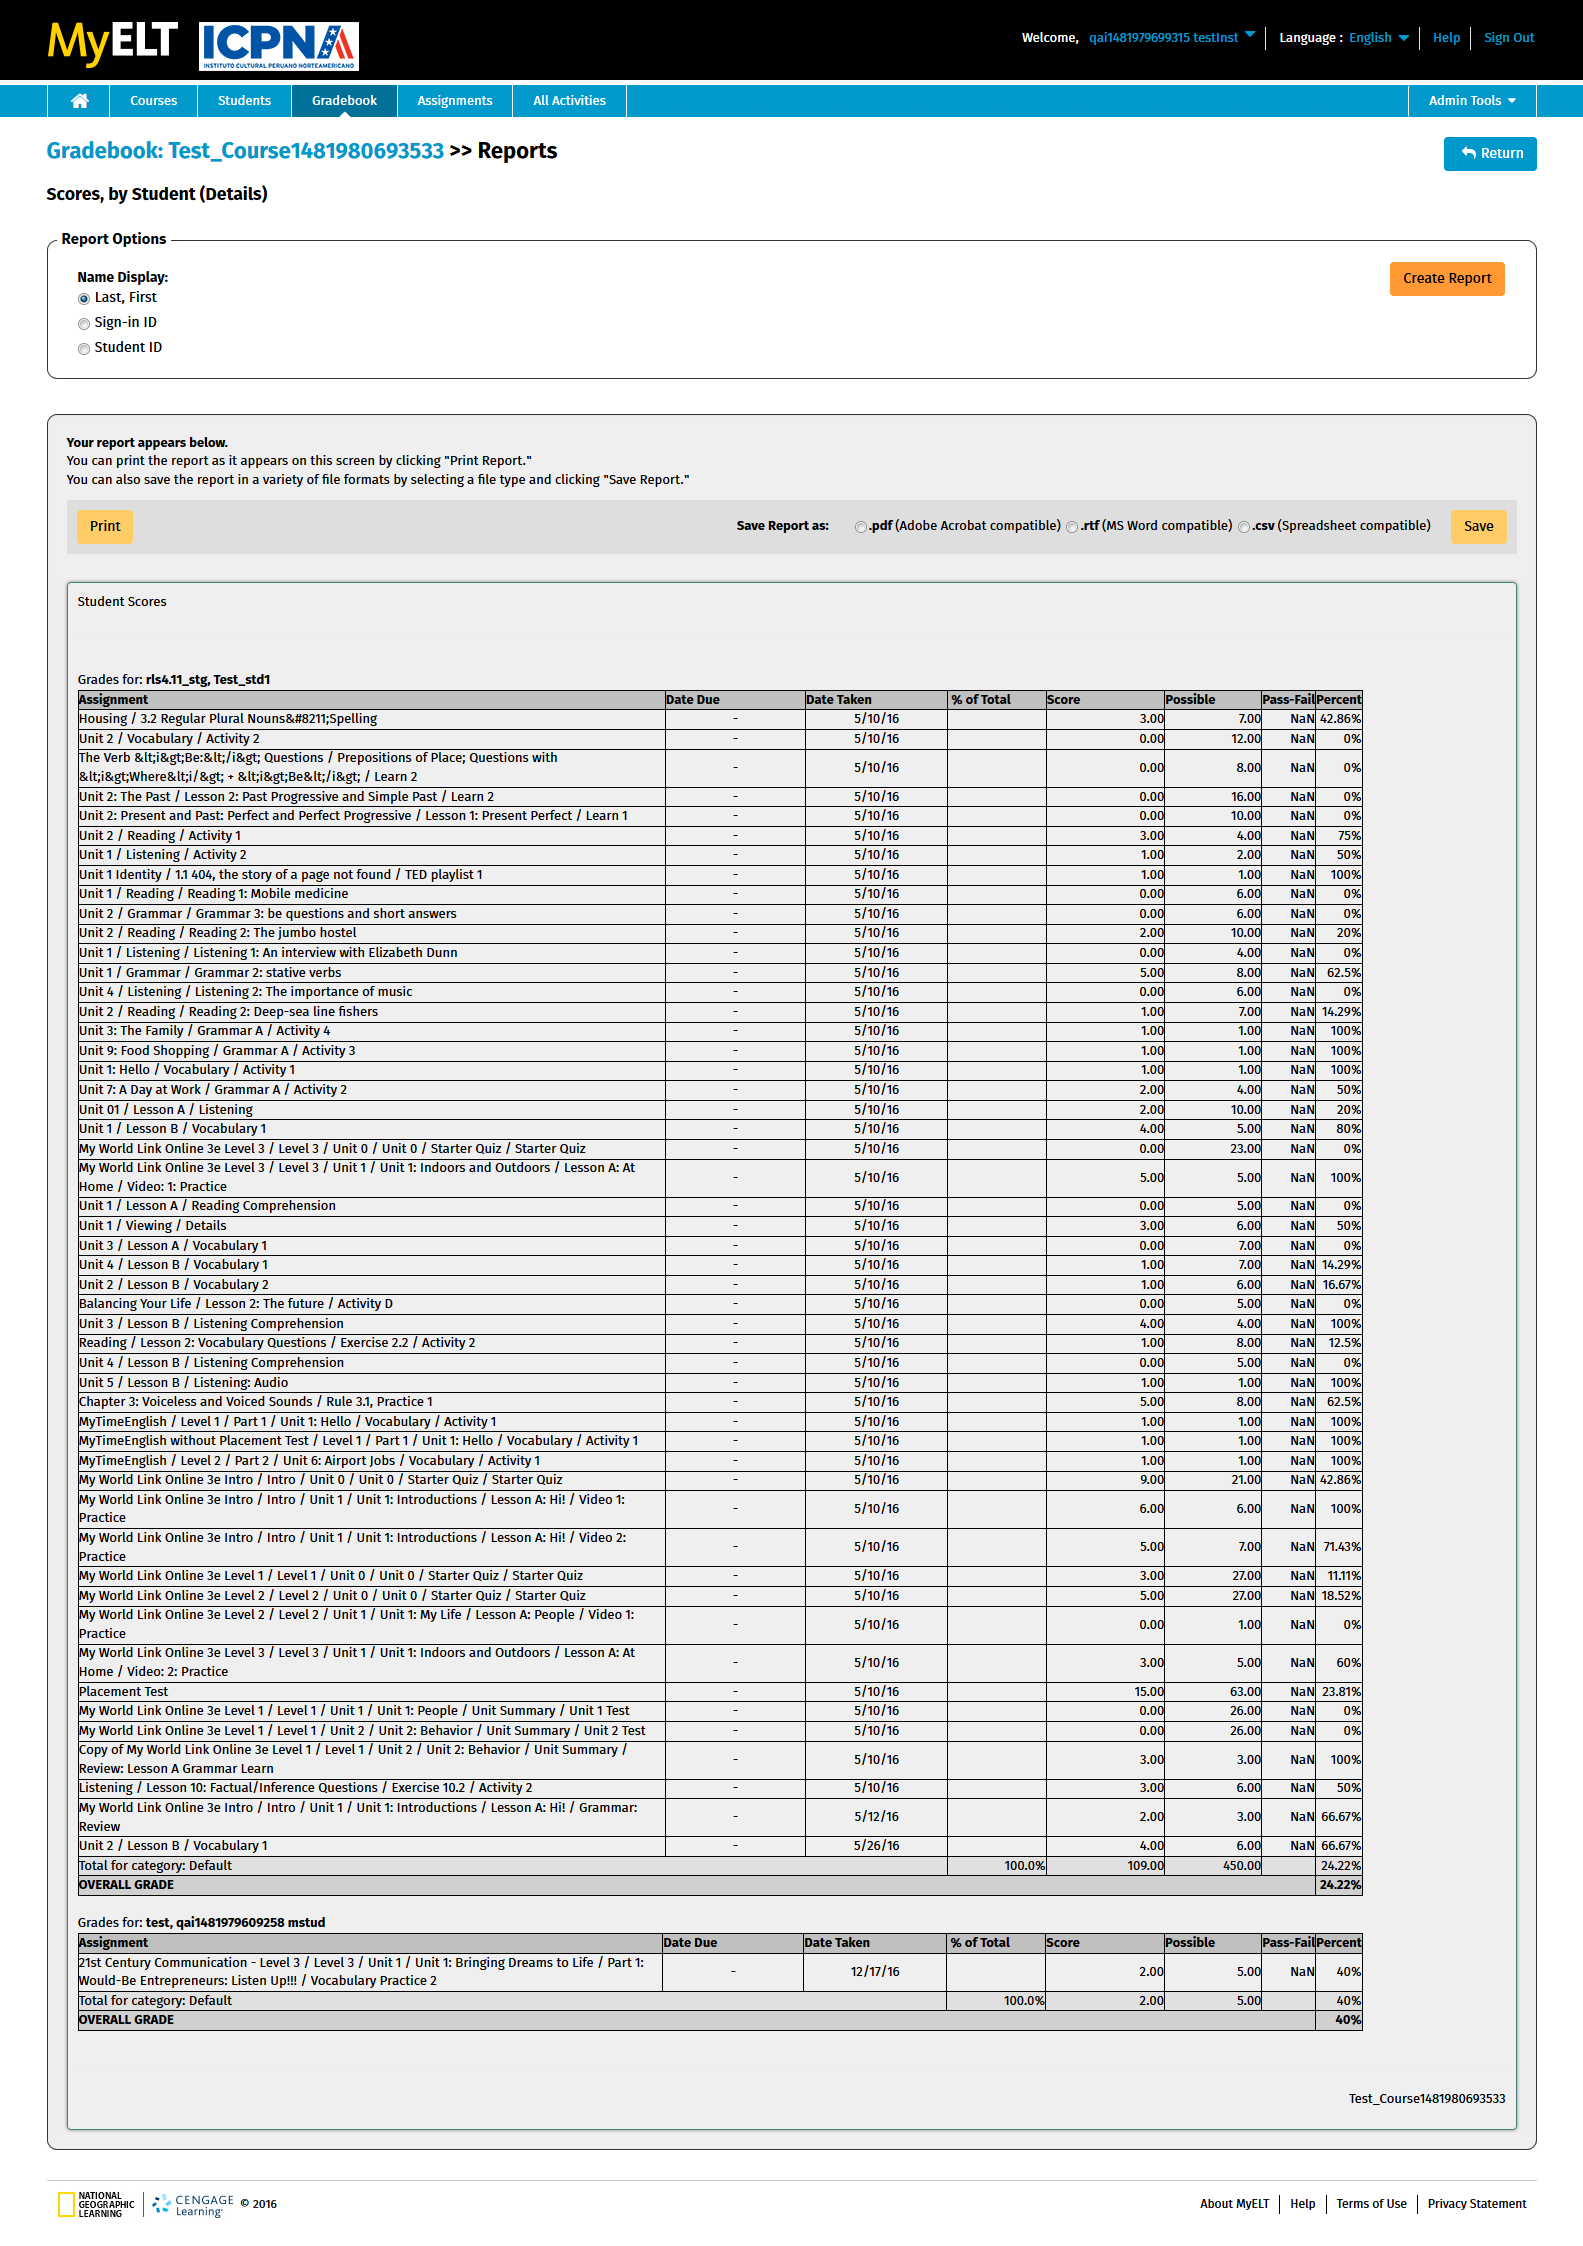 MyELT ICPNA
INSTITUTO CULTURAL PERUANO NORTEAMERICANO
Welcome, qai1481979699315 testInst Language : English Help Sign Out
Courses Students Gradebook Assignments All Activities Admin Tools
Gradebook: Test_Course1481980693533 >> Reports Return
Scores, by Student (Details)
Report Options
Name Display: Create Report
Last, First
Sign-in ID
Student ID
Your report appears below.
You can print the report as it appears on this screen by clicking "Print Report."
You can also save the report in a variety of file formats by selecting a file type and clicking "Save Report."
Print Save Report as: .pdf (Adobe Acrobat compatible) .rtf (MS Word compatible) .csv (Spreadsheet compatible) Save
Student Scores
Grades for: rls4.11_stg, Test_std1
Assignment Date Due Date Taken % of Total Score Possible Pass-Fail Percent
Housing / 3.2 Regular Plural Nouns&#8211;Spelling - 5/10/16 3.00 7.00 NaN 42.86%
Unit 2 / Vocabulary / Activity 2 - 5/10/16 0.00 12.00 NaN 0%
The Verb &lt;i&gt;Be:&lt;/i&gt; Questions / Prepositions of Place; Questions with
&lt;i&gt;Where&lt;i/&gt; + &lt;i&gt;Be&lt;/i&gt; / Learn 2 - 5/10/16 0.00 8.00 NaN 0%
Unit 2: The Past / Lesson 2: Past Progressive and Simple Past / Learn 2 - 5/10/16 0.00 16.00 NaN 0%
Unit 2: Present and Past: Perfect and Perfect Progressive / Lesson 1: Present Perfect / Learn 1 - 5/10/16 0.00 10.00 NaN 0%
Unit 2 / Reading / Activity 1 - 5/10/16 3.00 4.00 NaN 75%
Unit 1 / Listening / Activity 2 - 5/10/16 1.00 2.00 NaN 50%
Unit 1 Identity / 1.1 404, the story of a page not found / TED playlist 1 - 5/10/16 1.00 1.00 NaN 100%
Unit 1 / Reading / Reading 1: Mobile medicine - 5/10/16 0.00 6.00 NaN 0%
Unit 2 / Grammar / Grammar 3: be questions and short answers - 5/10/16 0.00 6.00 NaN 0%
Unit 2 / Reading / Reading 2: The jumbo hostel - 5/10/16 2.00 10.00 NaN 20%
Unit 1 / Listening / Listening 1: An interview with Elizabeth Dunn - 5/10/16 0.00 4.00 NaN 0%
Unit 1 / Grammar / Grammar 2: stative verbs - 5/10/16 5.00 8.00 NaN 62.5%
Unit 4 / Listening / Listening 2: The importance of music - 5/10/16 0.00 6.00 NaN 0%
Unit 2 / Reading / Reading 2: Deep-sea line fishers - 5/10/16 1.00 7.00 NaN 14.29%
Unit 3: The Family / Grammar A / Activity 4 - 5/10/16 1.00 1.00 NaN 100%
Unit 9: Food Shopping / Grammar A / Activity 3 - 5/10/16 1.00 1.00 NaN 100%
Unit 1: Hello / Vocabulary / Activity 1 - 5/10/16 1.00 1.00 NaN 100%
Unit 7: A Day at Work / Grammar A / Activity 2 - 5/10/16 2.00 4.00 NaN 50%
Unit 01 / Lesson A / Listening - 5/10/16 2.00 10.00 NaN 20%
Unit 1 / Lesson B / Vocabulary 1 - 5/10/16 4.00 5.00 NaN 80%
My World Link Online 3e Level 3 / Level 3 / Unit 0 / Unit 0 / Starter Quiz / Starter Quiz - 5/10/16 0.00 23.00 NaN 0%
My World Link Online 3e Level 3 / Level 3 / Unit 1 / Unit 1: Indoors and Outdoors / Lesson A: At
Home / Video: 1: Practice - 5/10/16 5.00 5.00 NaN 100%
Unit 1 / Lesson A / Reading Comprehension - 5/10/16 0.00 5.00 NaN 0%
Unit 1 / Viewing / Details - 5/10/16 3.00 6.00 NaN 50%
Unit 3 / Lesson A / Vocabulary 1 - 5/10/16 0.00 7.00 NaN 0%
Unit 4 / Lesson B / Vocabulary 1 - 5/10/16 1.00 7.00 NaN 14.29%
Unit 2 / Lesson B / Vocabulary 2 - 5/10/16 1.00 6.00 NaN 16.67%
Balancing Your Life / Lesson 2: The future / Activity D - 5/10/16 0.00 5.00 NaN 0%
Unit 3 / Lesson B / Listening Comprehension - 5/10/16 4.00 4.00 NaN 100%
Reading / Lesson 2: Vocabulary Questions / Exercise 2.2 / Activity 2 - 5/10/16 1.00 8.00 NaN 12.5%
Unit 4 / Lesson B / Listening Comprehension - 5/10/16 0.00 5.00 NaN 0%
Unit 5 / Lesson B / Listening: Audio - 5/10/16 1.00 1.00 NaN 100%
Chapter 3: Voiceless and Voiced Sounds / Rule 3.1, Practice 1 - 5/10/16 5.00 8.00 NaN 62.5%
MyTimeEnglish / Level 1 / Part 1 / Unit 1: Hello / Vocabulary / Activity 1 - 5/10/16 1.00 1.00 NaN 100%
MyTimeEnglish without Placement Test / Level 1 / Part 1 / Unit 1: Hello / Vocabulary / Activity 1 - 5/10/16 1.00 1.00 NaN 100%
MyTimeEnglish / Level 2 / Part 2 / Unit 6: Airport Jobs / Vocabulary / Activity 1 - 5/10/16 1.00 1.00 NaN 100%
My World Link Online 3e Intro / Intro / Unit 0 / Unit 0 / Starter Quiz / Starter Quiz - 5/10/16 9.00 21.00 NaN 42.86%
My World Link Online 3e Intro / Intro / Unit 1 / Unit 1: Introductions / Lesson A: Hi! / Video 1:
Practice - 5/10/16 6.00 6.00 NaN 100%
My World Link Online 3e Intro / Intro / Unit 1 / Unit 1: Introductions / Lesson A: Hi! / Video 2:
Practice - 5/10/16 5.00 7.00 NaN 71.43%
My World Link Online 3e Level 1 / Level 1 / Unit 0 / Unit 0 / Starter Quiz / Starter Quiz - 5/10/16 3.00 27.00 NaN 11.11%
My World Link Online 3e Level 2 / Level 2 / Unit 0 / Unit 0 / Starter Quiz / Starter Quiz - 5/10/16 5.00 27.00 NaN 18.52%
My World Link Online 3e Level 2 / Level 2 / Unit 1 / Unit 1: My Life / Lesson A: People / Video 1:
Practice - 5/10/16 0.00 1.00 NaN 0%
My World Link Online 3e Level 3 / Level 3 / Unit 1 / Unit 1: Indoors and Outdoors / Lesson A: At
Home / Video: 2: Practice - 5/10/16 3.00 5.00 NaN 60%
Placement Test - 5/10/16 15.00 63.00 NaN 23.81%
My World Link Online 3e Level 1 / Level 1 / Unit 1 / Unit 1: People / Unit Summary / Unit 1 Test - 5/10/16 0.00 26.00 NaN 0%
My World Link Online 3e Level 1 / Level 1 / Unit 2 / Unit 2: Behavior / Unit Summary / Unit 2 Test - 5/10/16 0.00 26.00 NaN 0%
Copy of My World Link Online 3e Level 1 / Level 1 / Unit 2 / Unit 2: Behavior / Unit Summary /
Review: Lesson A Grammar Learn - 5/10/16 3.00 3.00 NaN 100%
Listening / Lesson 10: Factual/Inference Questions / Exercise 10.2 / Activity 2 - 5/10/16 3.00 6.00 NaN 50%
My World Link Online 3e Intro / Intro / Unit 1 / Unit 1: Introductions / Lesson A: Hi! / Grammar:
Review - 5/12/16 2.00 3.00 NaN 66.67%
Unit 2 / Lesson B / Vocabulary 1 - 5/26/16 4.00 6.00 NaN 66.67%
Total for category: Default 100.0% 109.00 450.00 24.22%
OVERALL GRADE 24.22%
Grades for: test, qai1481979609258 mstud
Assignment Date Due Date Taken % of Total Score Possible Pass-Fail Percent
21st Century Communication - Level 3 / Level 3 / Unit 1 / Unit 1: Bringing Dreams to Life / Part 1:
Would-Be Entrepreneurs: Listen Up!!! / Vocabulary Practice 2 - 12/17/16 2.00 5.00 NaN 40%
Total for category: Default 100.0% 2.00 5.00 40%
OVERALL GRADE 40%
Test_Course1481980693533
NATIONAL GEOGRAPHIC LEARNING CENGAGE Learning © 2016 About MyELT Help Terms of Use Privacy Statement